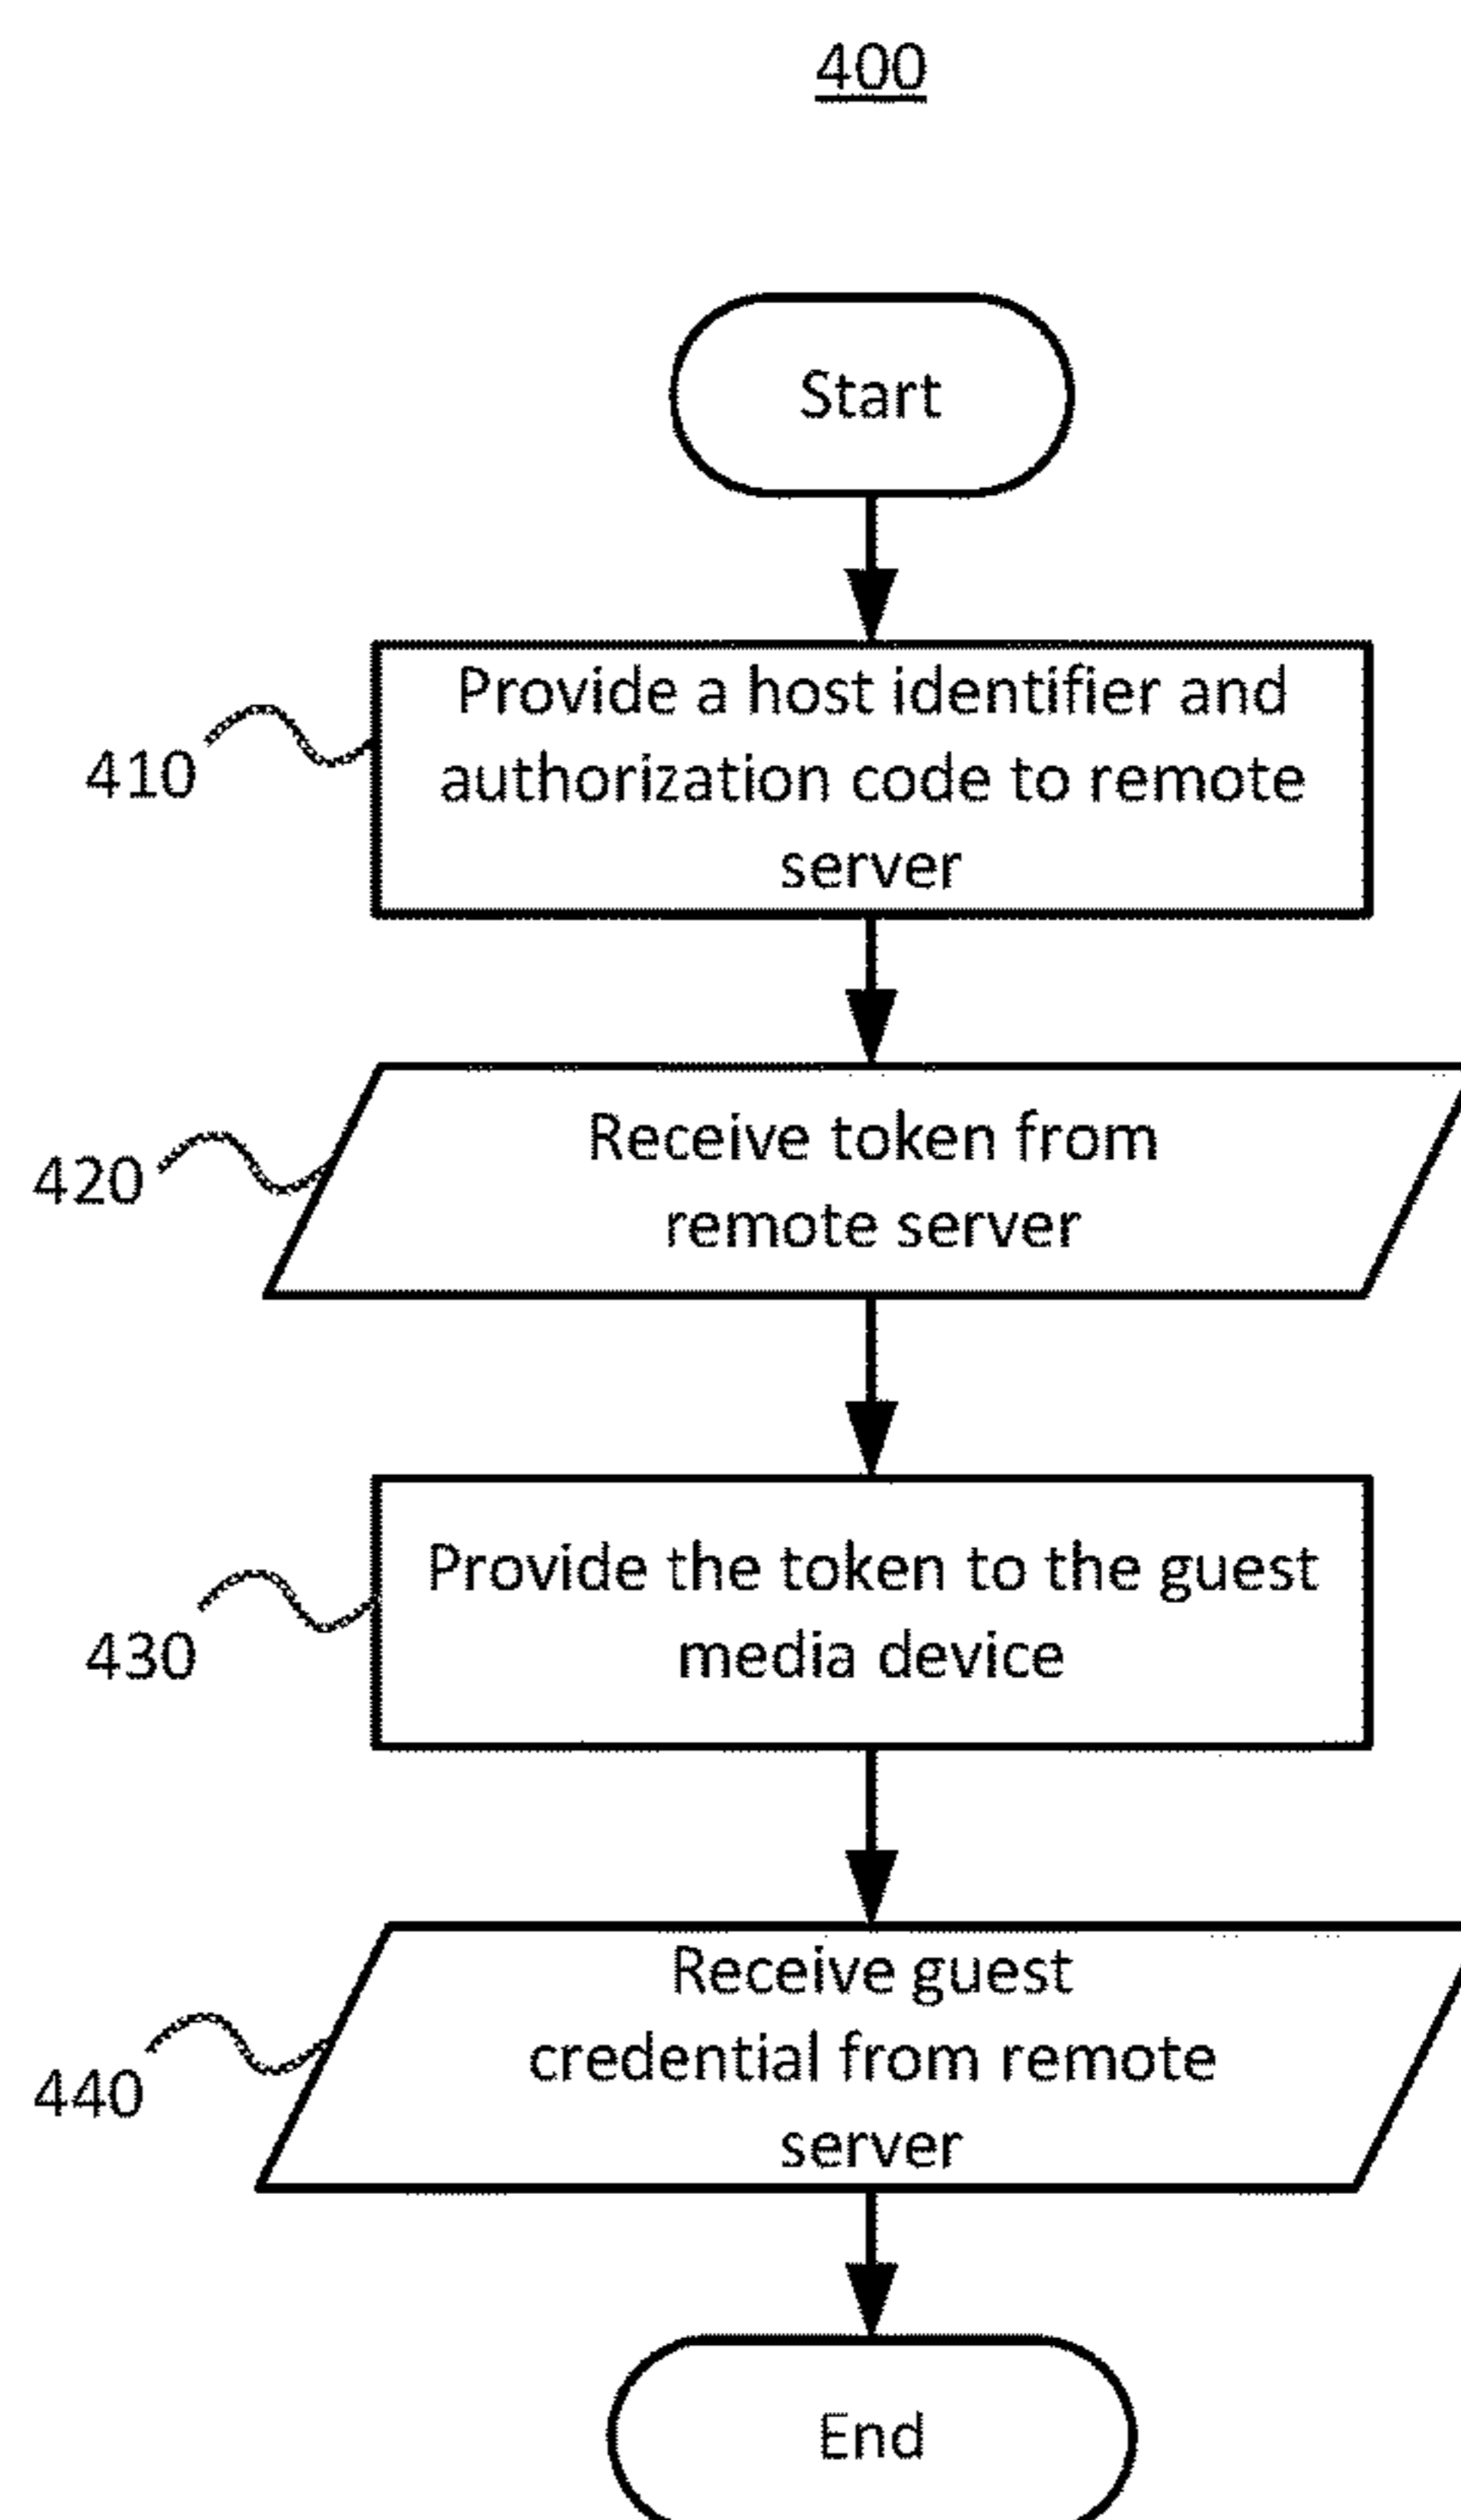 400
Start
410
Provide a host identifier and
authorization code to remote
server
420
Receive token from
remote server
430
Provide the token to the guest
media device
440
Receive guest
credential from remote
server
End